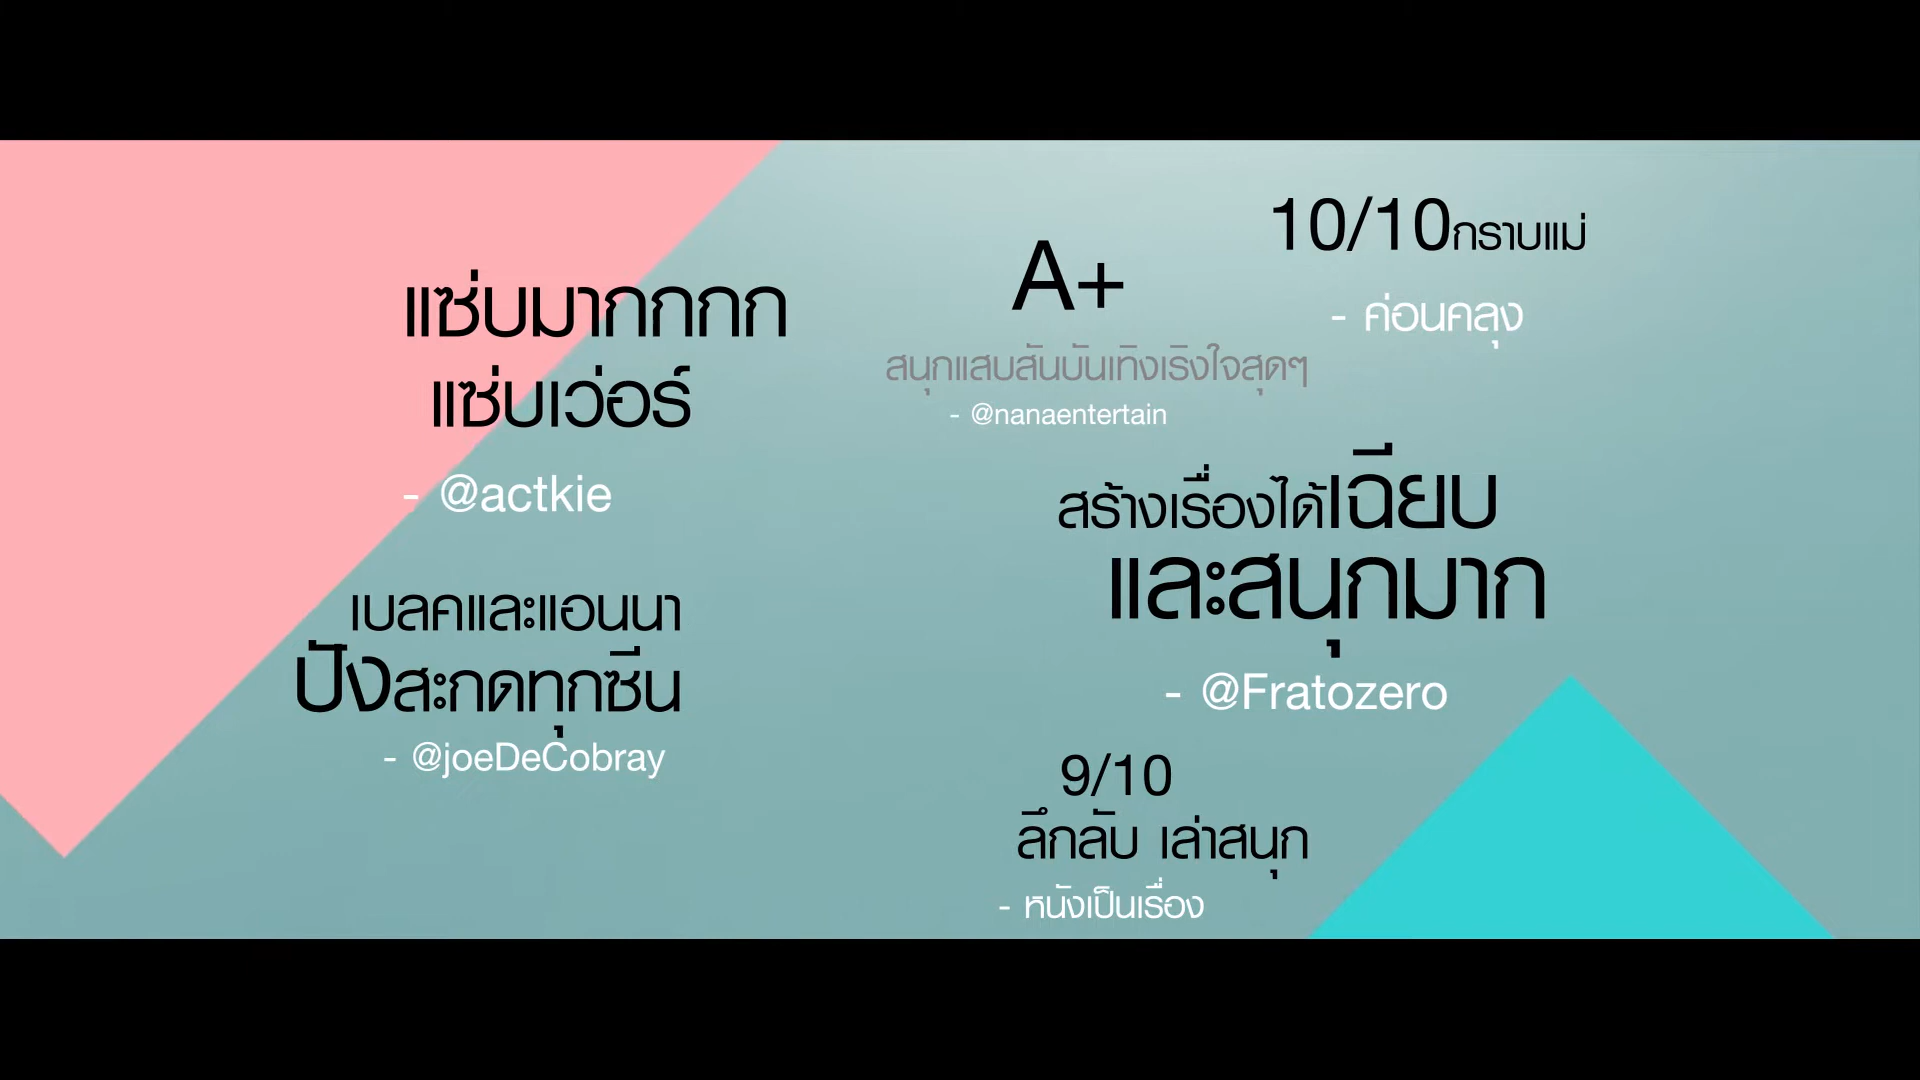 แซ่บมากกกก
แซ่บเว่อร์
- @actkie
เบลคและแอนนา
ปังสะกดทุกซีน
- @joeDeCobray
A+
สนุกแสบสันบันเทิงเริงใจสุดๆ
- @nanaentertain
10/10กราบแม่
- ค่อนคลุง
สร้างเรื่องได้เฉียบ
และสนุกมาก
- @Fratozero
9/10
ลึกลับ เล่าสนุก
- หนังเป็นเรื่อง